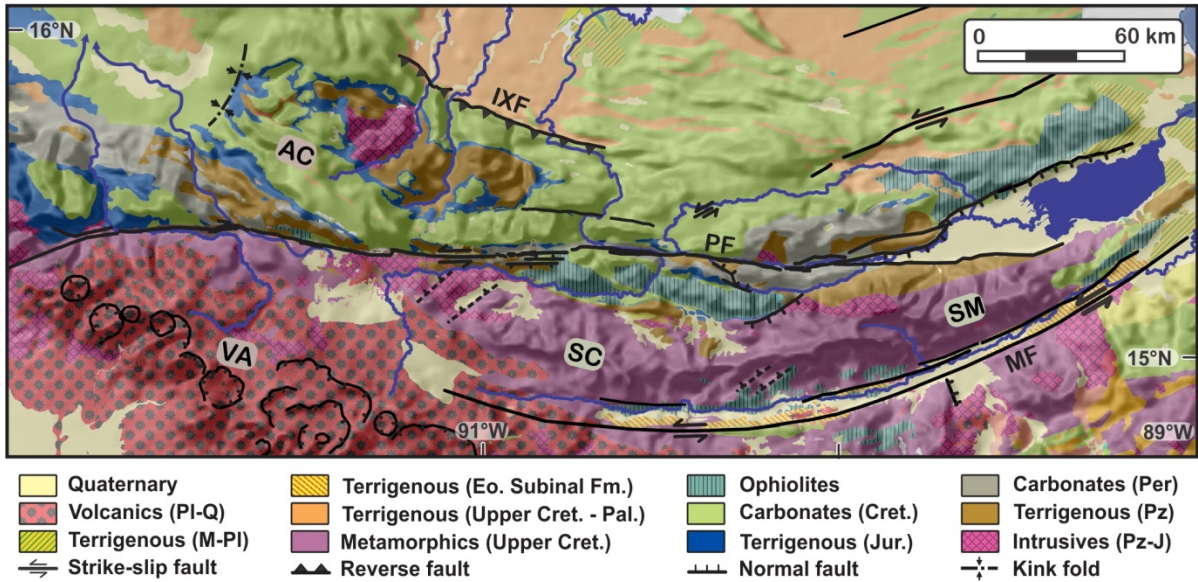 16°N
0 60 km
IXF
AC
PF
SM
VA
SC
MF
15°N
91°W
89°W
Quaternary
Terrigenous (Eo. Subinal Fm.)
Ophiolites
Carbonates (Per)
Volcanics (Pl-Q)
Terrigenous (Upper Cret. - Pal.)
Carbonates (Cret.)
Terrigenous (Pz)
Terrigenous (M-Pl)
Metamorphics (Upper Cret.)
Terrigenous (Jur.)
Intrusives (Pz-J)
Strike-slip fault
Reverse fault
Normal fault
Kink fold